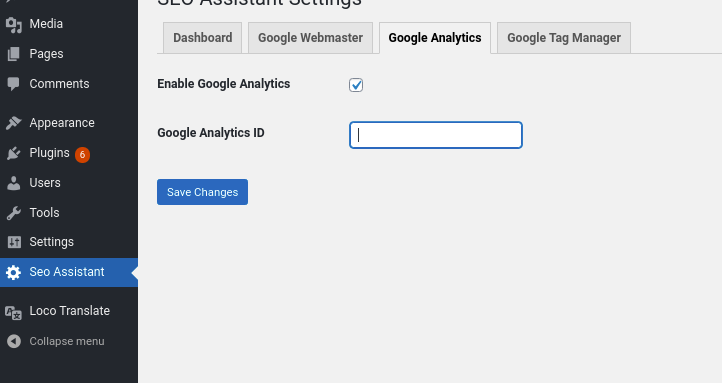 SEO Assistant Settings
Media
Pages
Comments
Appearance
Plugins 6
Users
Tools
Settings
Seo Assistant
Loco Translate
Collapse menu
Dashboard Google Webmaster Google Analytics Google Tag Manager
Enable Google Analytics
Google Analytics ID
Save Changes